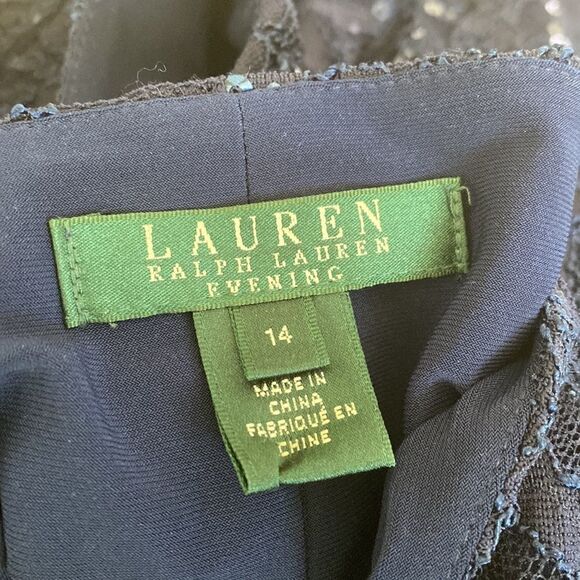 LAUREN
RALPH LAUREN
EVENING
14
MADE IN
CHINA
FABRIQUÉ EN
CHINE